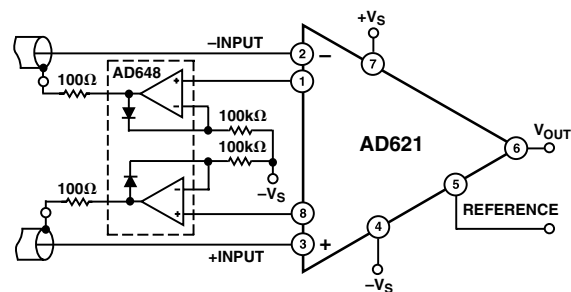 +VS
−INPUT
2
−
7
100Ω
AD648
1
+
−
100kΩ
100kΩ
AD621
6
VOUT
−VS
5
100Ω
−
+
8
REFERENCE
3
+
4
+INPUT
−VS